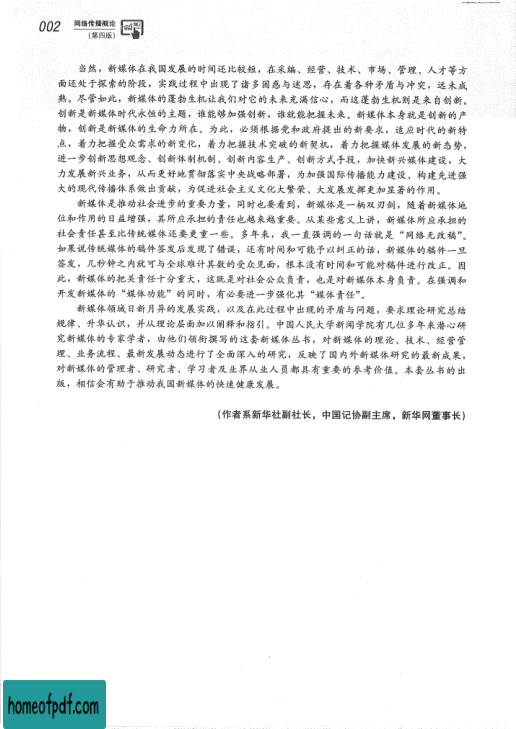 002 网络传播概论
(第四版)
当然，新媒体在我国发展的时间还比较短，在采编、经营、技术、市场、管理、人才等方
面还处于探索的阶段，实践过程中出现了诸多困惑与迷思，存在着各种矛盾与冲突，远未成
熟。尽管如此，新媒体的蓬勃生机让我们对它的未来充满信心，而这蓬勃生机则是来自创新。
创新是新媒体时代永恒的主题，谁能够加强创新，谁就能把握未来。新媒体本身就是创新的产
物，创新是新媒体的生命力所在。为此，必须根据党和政府提出的新要求，适应时代的新特
点，着力把握受众需求的新变化，着力把握技术突破的新契机，着力把握媒体发展的新态势，
进一步创新思想观念、创新体制机制、创新内容生产、创新方式手段，加快新兴媒体建设，大
力发展新兴业务，从而更好地贯彻落实中央战略部署，为加强国际传播能力建设、构建先进强
大的现代传播体系做出贡献，为促进社会主义文化大繁荣、大发展发挥更加显著的作用。
新媒体是推动社会进步的重要力量，同时也要看到，新媒体是一柄双刃剑，随着新媒体地
位和作用的日益增强，其所应承担的责任也越来越重要。从某些意义上讲，新媒体所应承担的
社会责任甚至比传统媒体还要更重一些。多年来，我一直强调的一句话就是“网络无改稿”。
如果说传统媒体的稿件签发后发现了错误，还有时间和可能予以纠正的话，新媒体的稿件一旦
签发，几秒钟之内就可与全球难计其数的受众见面，根本没有时间和可能对稿件进行改正。因
此，新媒体的把关责任十分重大，这既是对社会公众负责，也是对新媒体本身负责。在强调和
开发新媒体的“媒体功能”的同时，有必要进一步强化其“媒体责任”。
新媒体领域日新月异的发展实践，以及在此过程中出现的矛盾与问题，要求理论研究总结
规律、升华认识，并从理论层面加以阐释和指引。中国人民大学新闻学院有几位多年来潜心研
究新媒体的专家学者，由他们领衔撰写的这套新媒体丛书，对新媒体的理论、技术、经营管
理、业务流程、最新发展动态进行了全面深入的研究，反映了国内外新媒体研究的最新成果，
对新媒体的管理者、研究者、学习者及业界从业人员都具有重要的参考价值。本套丛书的出
版，相信会有助于推动我国新媒体的快速健康发展。
(作者系新华社副社长，中国记协副主席，新华网董事长)
homeofpdf.com